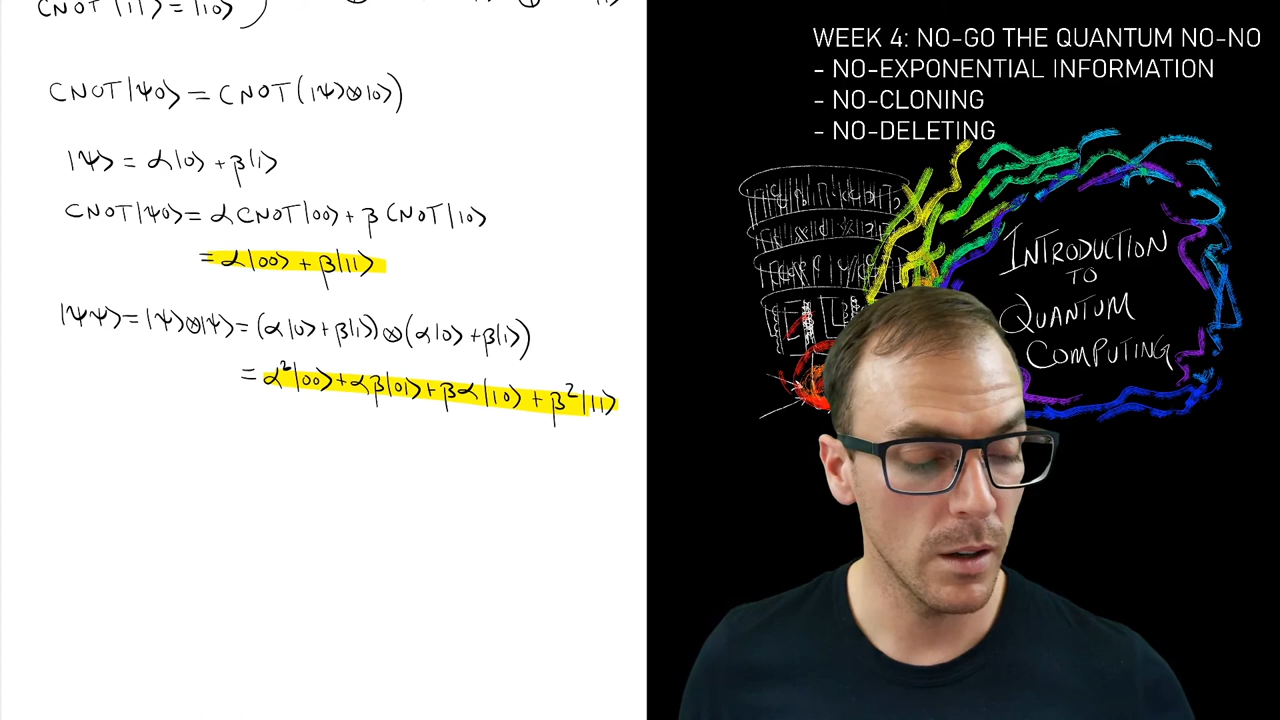 CNOT |11> = |10>
CNOT|Ψ0> = CNOT(|Ψ>⊗|0>)
|Ψ> = α|0> + β|1>
CNOT|Ψ0> = α CNOT|00> + β CNOT|10>
= α|00> + β|11>
|ΨΨ> = |Ψ>⊗|Ψ> = (α|0> + β|1>)⊗(α|0> + β|1>)
= α²|00> + αβ|01> + βα|10> + β²|11>
WEEK 4: NO-GO THE QUANTUM NO-NO
- NO-EXPONENTIAL INFORMATION
- NO-CLONING
- NO-DELETING
INTRODUCTION
TO
QUANTUM
COMPUTING